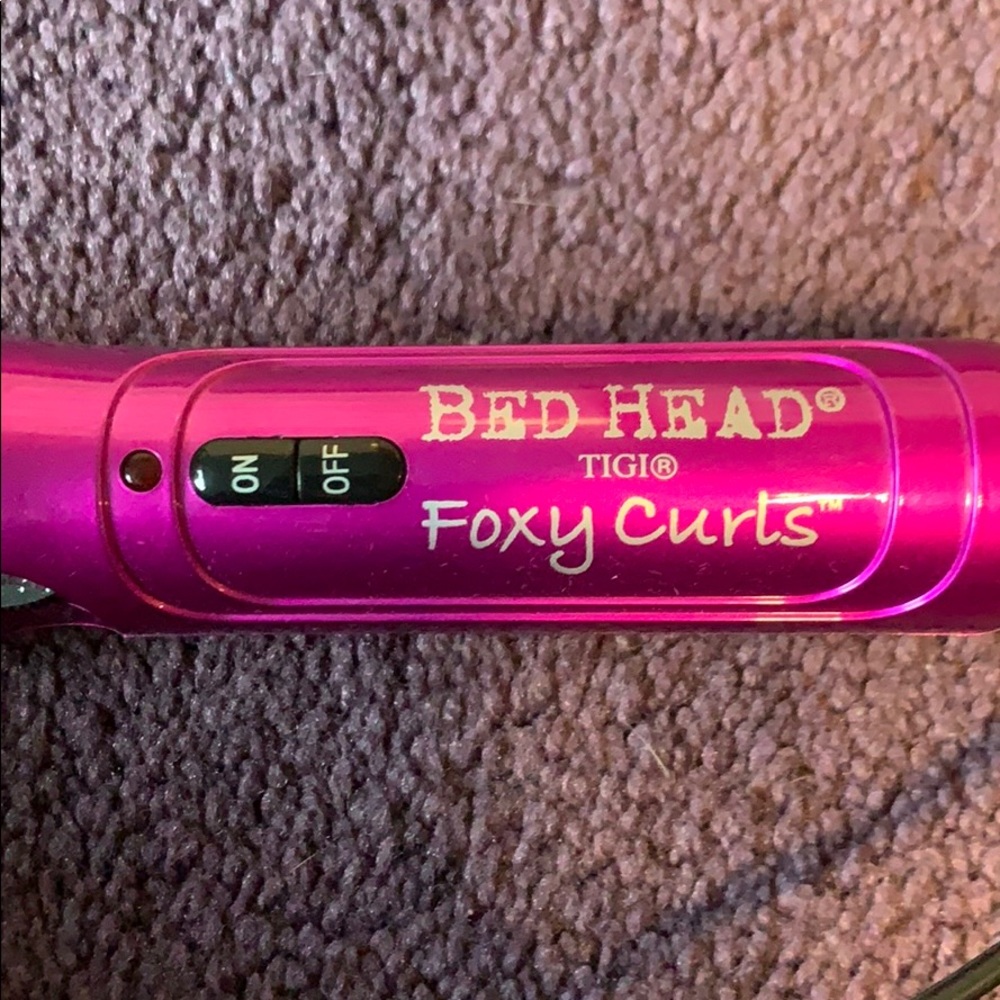 BED HEAD®
TIGI®
Foxy Curls™
ON OFF